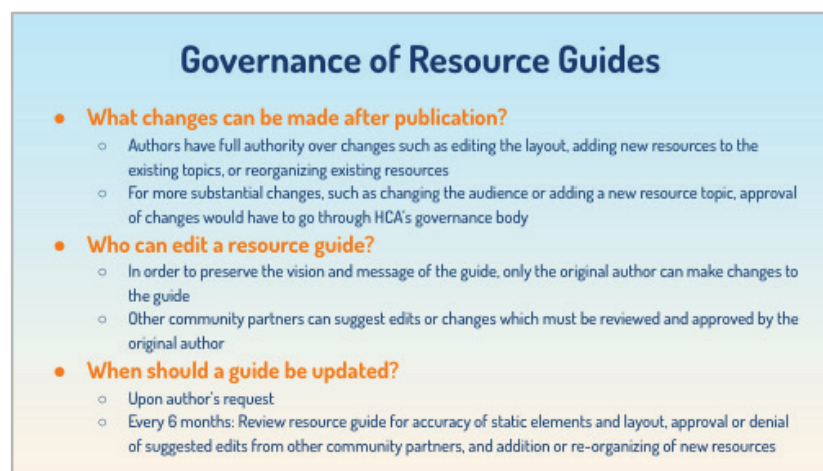 Governance of Resource Guides
● What changes can be made after publication?
○ Authors have full authority over changes such as editing the layout, adding new resources to the
existing topics, or reorganizing existing resources
○ For more substantial changes, such as changing the audience or adding a new resource topic, approval
of changes would have to go through HCA's governance body
● Who can edit a resource guide?
○ In order to preserve the vision and message of the guide, only the original author can make changes to
the guide
○ Other community partners can suggest edits or changes which must be reviewed and approved by the
original author
● When should a guide be updated?
○ Upon author's request
○ Every 6 months: Review resource guide for accuracy of static elements and layout, approval or denial
of suggested edits from other community partners, and addition or re-organizing of new resources